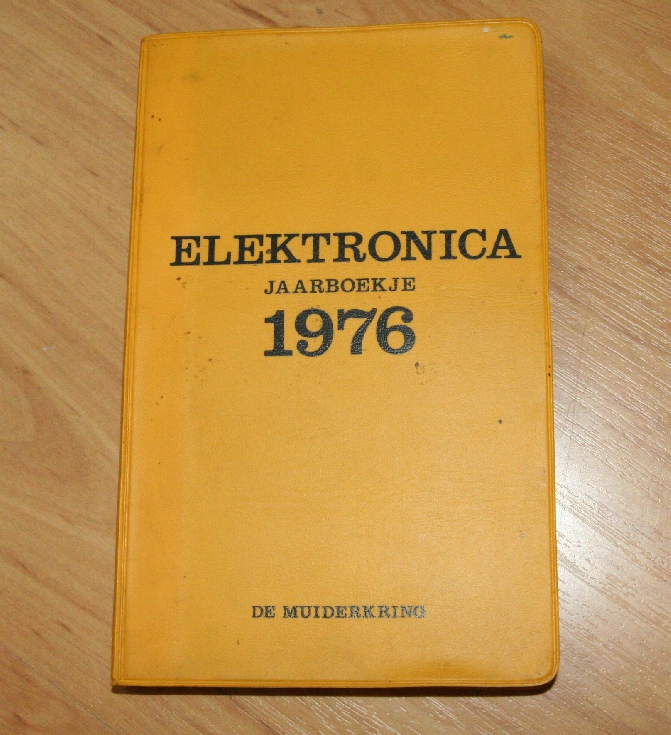 ELEKTRONICA
JAARBOEKJE
1976
DE MUIDERKRING